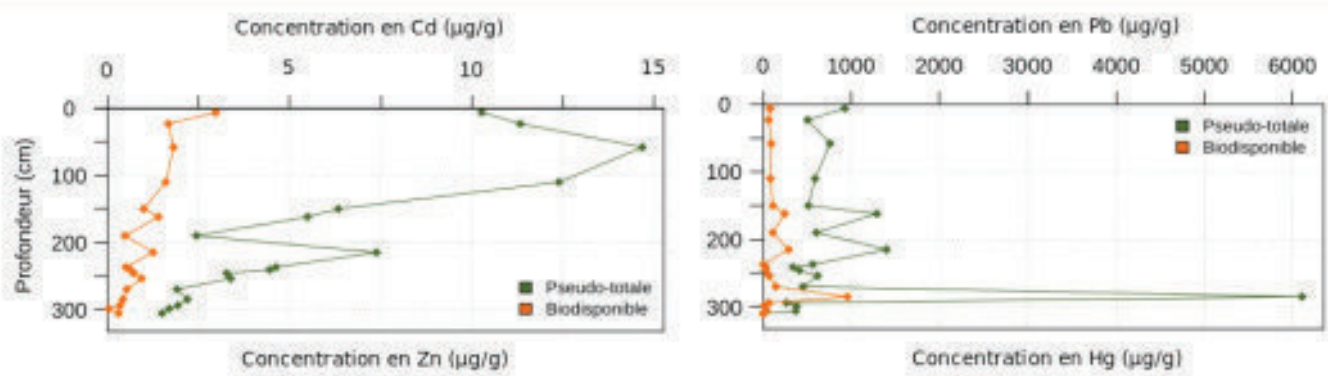 Concentration en Cd (µg/g)
0 5 10 15
0
100
200
300
Profondeur (cm)
Pseudo-totale
Biodisponible
Concentration en Zn (µg/g)
Concentration en Pb (µg/g)
0 1000 2000 3000 4000 5000 6000
0
100
200
300
Pseudo-totale
Biodisponible
Concentration en Hg (µg/g)